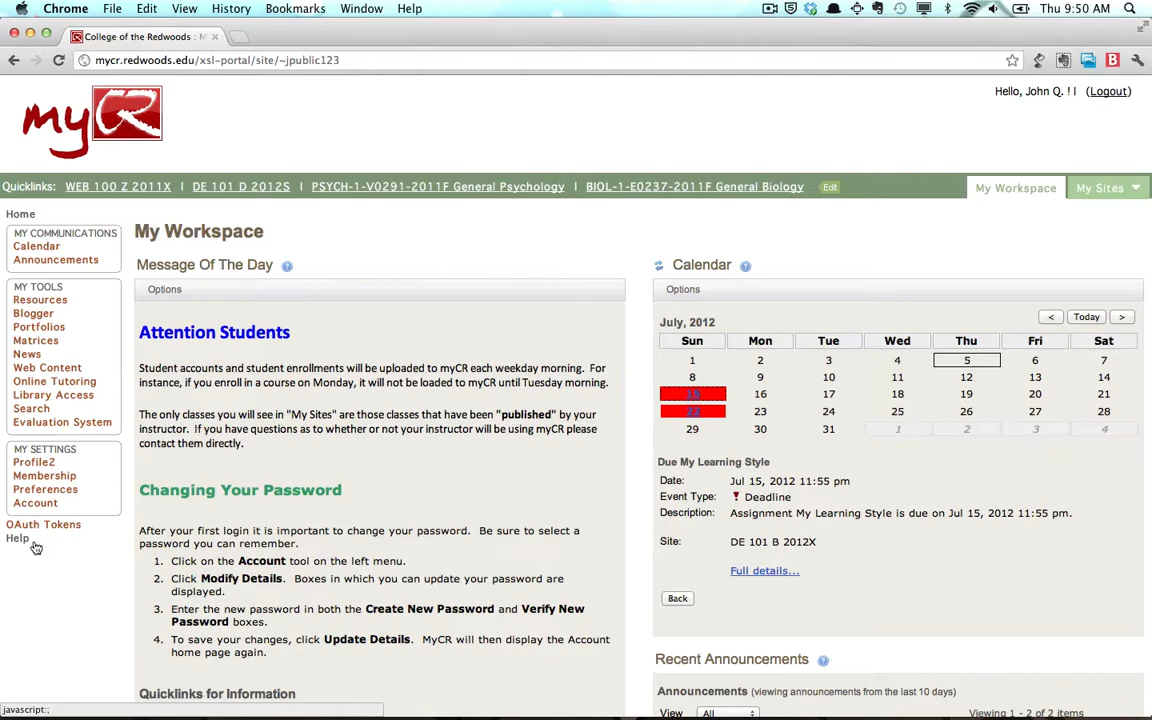 Chrome File Edit View History Bookmarks Window Help Thu 9:50 AM
College of the Redwoods : M
mycr.redwoods.edu/xsl-portal/site/~jpublic123
Hello, John Q. ! | (Logout)
my CR
Quicklinks: WEB 100 Z 2011X | DE 101 D 2012S | PSYCH-1-V0291-2011F General Psychology | BIOL-1-E0237-2011F General Biology Edit
My Workspace My Sites
Home
MY COMMUNICATIONS
Calendar
Announcements
MY TOOLS
Resources
Blogger
Portfolios
Matrices
News
Web Content
Online Tutoring
Library Access
Search
Evaluation System
MY SETTINGS
Profile2
Membership
Preferences
Account
OAuth Tokens
Help
My Workspace
Message Of The Day
Options
Attention Students
Student accounts and student enrollments will be uploaded to myCR each weekday morning. For
instance, if you enroll in a course on Monday, it will not be loaded to myCR until Tuesday morning.
The only classes you will see in "My Sites" are those classes that have been "published" by your
instructor. If you have questions as to whether or not your instructor will be using myCR please
contact them directly.
Changing Your Password
After your first login it is important to change your password. Be sure to select a
password you can remember.
1. Click on the Account tool on the left menu.
2. Click Modify Details. Boxes in which you can update your password are
displayed.
3. Enter the new password in both the Create New Password and Verify New
Password boxes.
4. To save your changes, click Update Details. MyCR will then display the Account
home page again.
Quicklinks for Information
Calendar
Options
July, 2012 < Today >
Sun Mon Tue Wed Thu Fri Sat
1 2 3 4 5 6 7
8 9 10 11 12 13 14
15 16 17 18 19 20 21
22 23 24 25 26 27 28
29 30 31 1 2 3 4
Due My Learning Style
Date: Jul 15, 2012 11:55 pm
Event Type: Deadline
Description: Assignment My Learning Style is due on Jul 15, 2012 11:55 pm.
Site: DE 101 B 2012X
Full details...
Back
Recent Announcements
Announcements (viewing announcements from the last 10 days)
View All Viewing 1 - 2 of 2 items
javascript:;